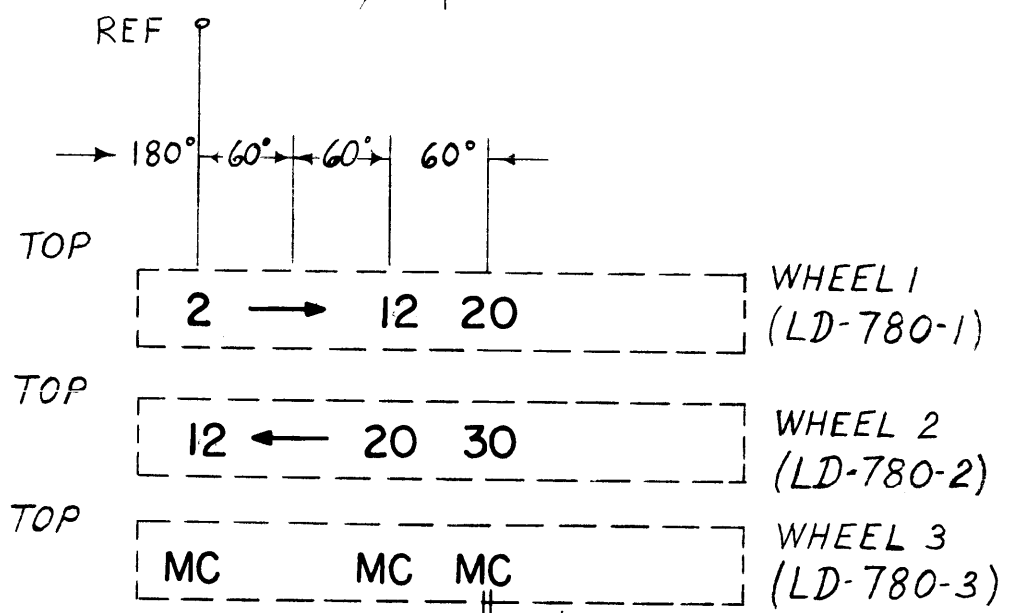 REF
180° 60° 60° 60°
TOP
2 → 12 20
WHEEL 1
(LD-780-1)
TOP
12 ← 20 30
WHEEL 2
(LD-780-2)
TOP
MC MC MC
WHEEL 3
(LD-780-3)